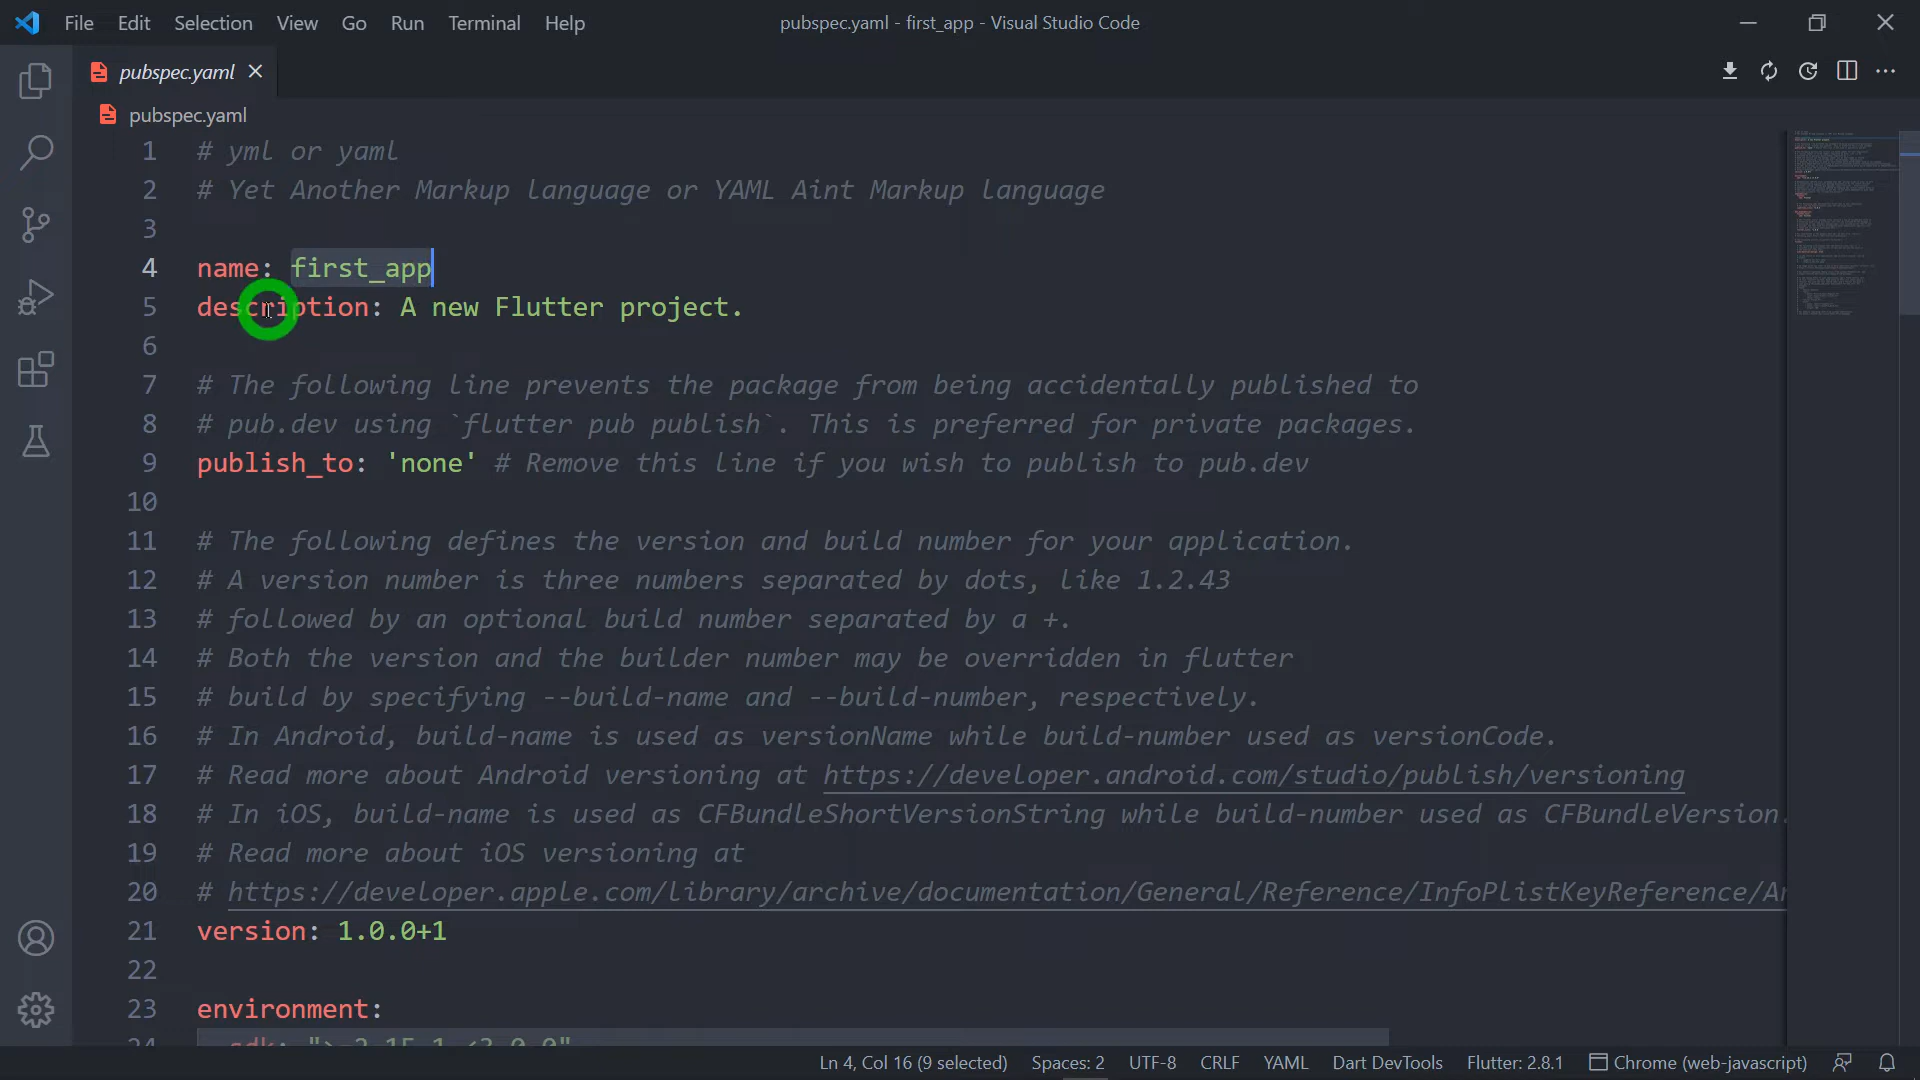 File Edit Selection View Go Run Terminal Help pubspec.yaml - first_app - Visual Studio Code
pubspec.yaml
pubspec.yaml
1 # yml or yaml
2 # Yet Another Markup language or YAML Aint Markup language
3
4 name: first_app
5 description: A new Flutter project.
6
7 # The following line prevents the package from being accidentally published to
8 # pub.dev using `flutter pub publish`. This is preferred for private packages.
9 publish_to: 'none' # Remove this line if you wish to publish to pub.dev
10
11 # The following defines the version and build number for your application.
12 # A version number is three numbers separated by dots, like 1.2.43
13 # followed by an optional build number separated by a +.
14 # Both the version and the builder number may be overridden in flutter
15 # build by specifying --build-name and --build-number, respectively.
16 # In Android, build-name is used as versionName while build-number used as versionCode.
17 # Read more about Android versioning at https://developer.android.com/studio/publish/versioning
18 # In iOS, build-name is used as CFBundleShortVersionString while build-number used as CFBundleVersion.
19 # Read more about iOS versioning at
20 # https://developer.apple.com/library/archive/documentation/General/Reference/InfoPlistKeyReference/Ar
21 version: 1.0.0+1
22
23 environment:
24 sdk: ">=2.15.1 <3.0.0"
Ln 4, Col 16 (9 selected) Spaces: 2 UTF-8 CRLF YAML Dart DevTools Flutter: 2.8.1 Chrome (web-javascript)